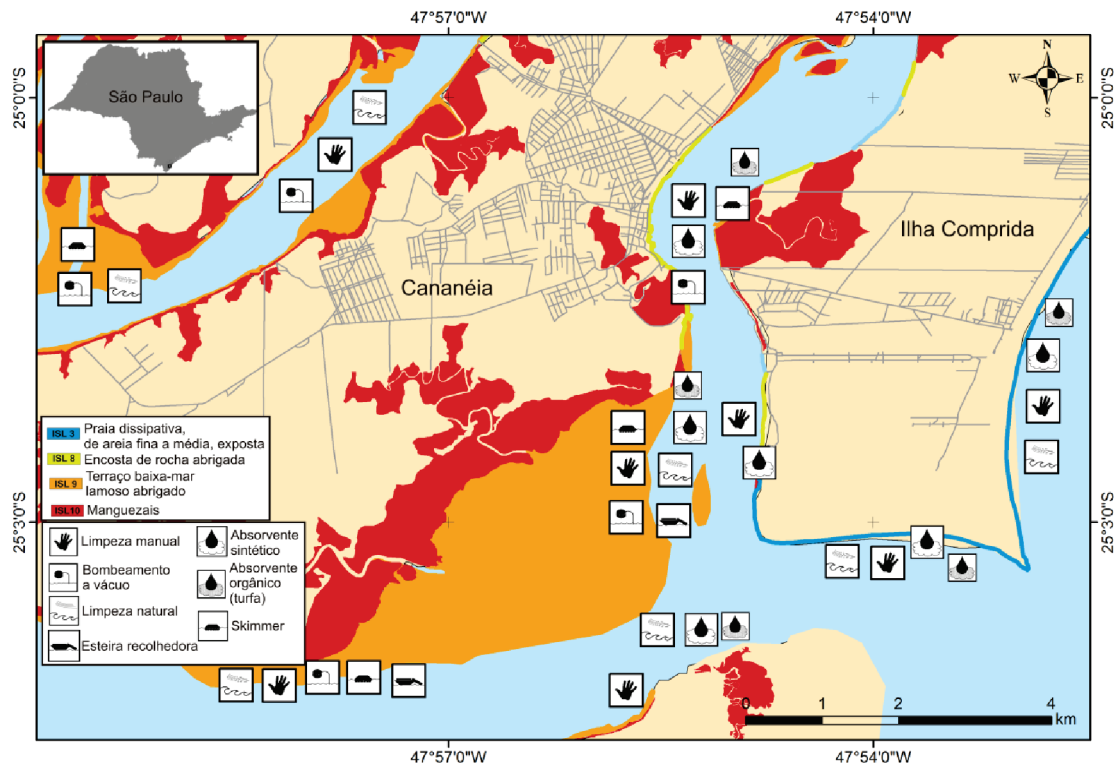 47°57'0"W
47°54'0"W
25°0'0"S
25°0'0"S
N
W
E
S
São Paulo
Ilha Comprida
Cananéia
ISL 3 Praia dissipativa,
de areia fina a média, exposta
ISL 8 Encosta de rocha abrigada
ISL 9 Terraço baixa-mar
lamoso abrigado
ISL10 Manguezais
25°3'0"S
25°3'0"S
Limpeza manual
Absorvente
sintético
Bombeamento
a vácuo
Absorvente
orgânico
(turfa)
Limpeza natural
Skimmer
Esteira recolhedora
0 1 2 4
km
47°57'0"W
47°54'0"W